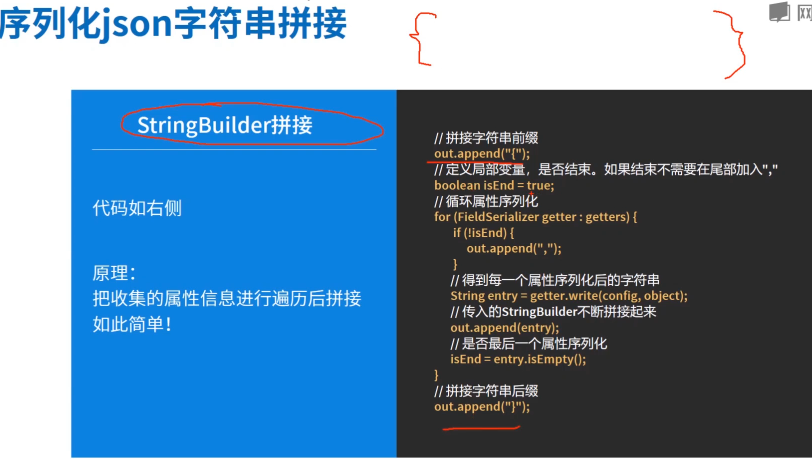 序列化json字符串拼接
网
StringBuilder拼接
代码如右侧
原理：
把收集的属性信息进行遍历后拼接
如此简单！
// 拼接字符串前缀
out.append("{");
// 定义局部变量，是否结束。如果结束不需要在尾部加入","
boolean isEnd = true;
// 循环属性序列化
for (FieldSerializer getter : getters) {
if (!isEnd) {
out.append(",");
}
// 得到每一个属性序列化后的字符串
String entry = getter.write(config, object);
// 传入的StringBuilder不断拼接起来
out.append(entry);
// 是否最后一个属性序列化
isEnd = entry.isEmpty();
}
// 拼接字符串后缀
out.append("}");